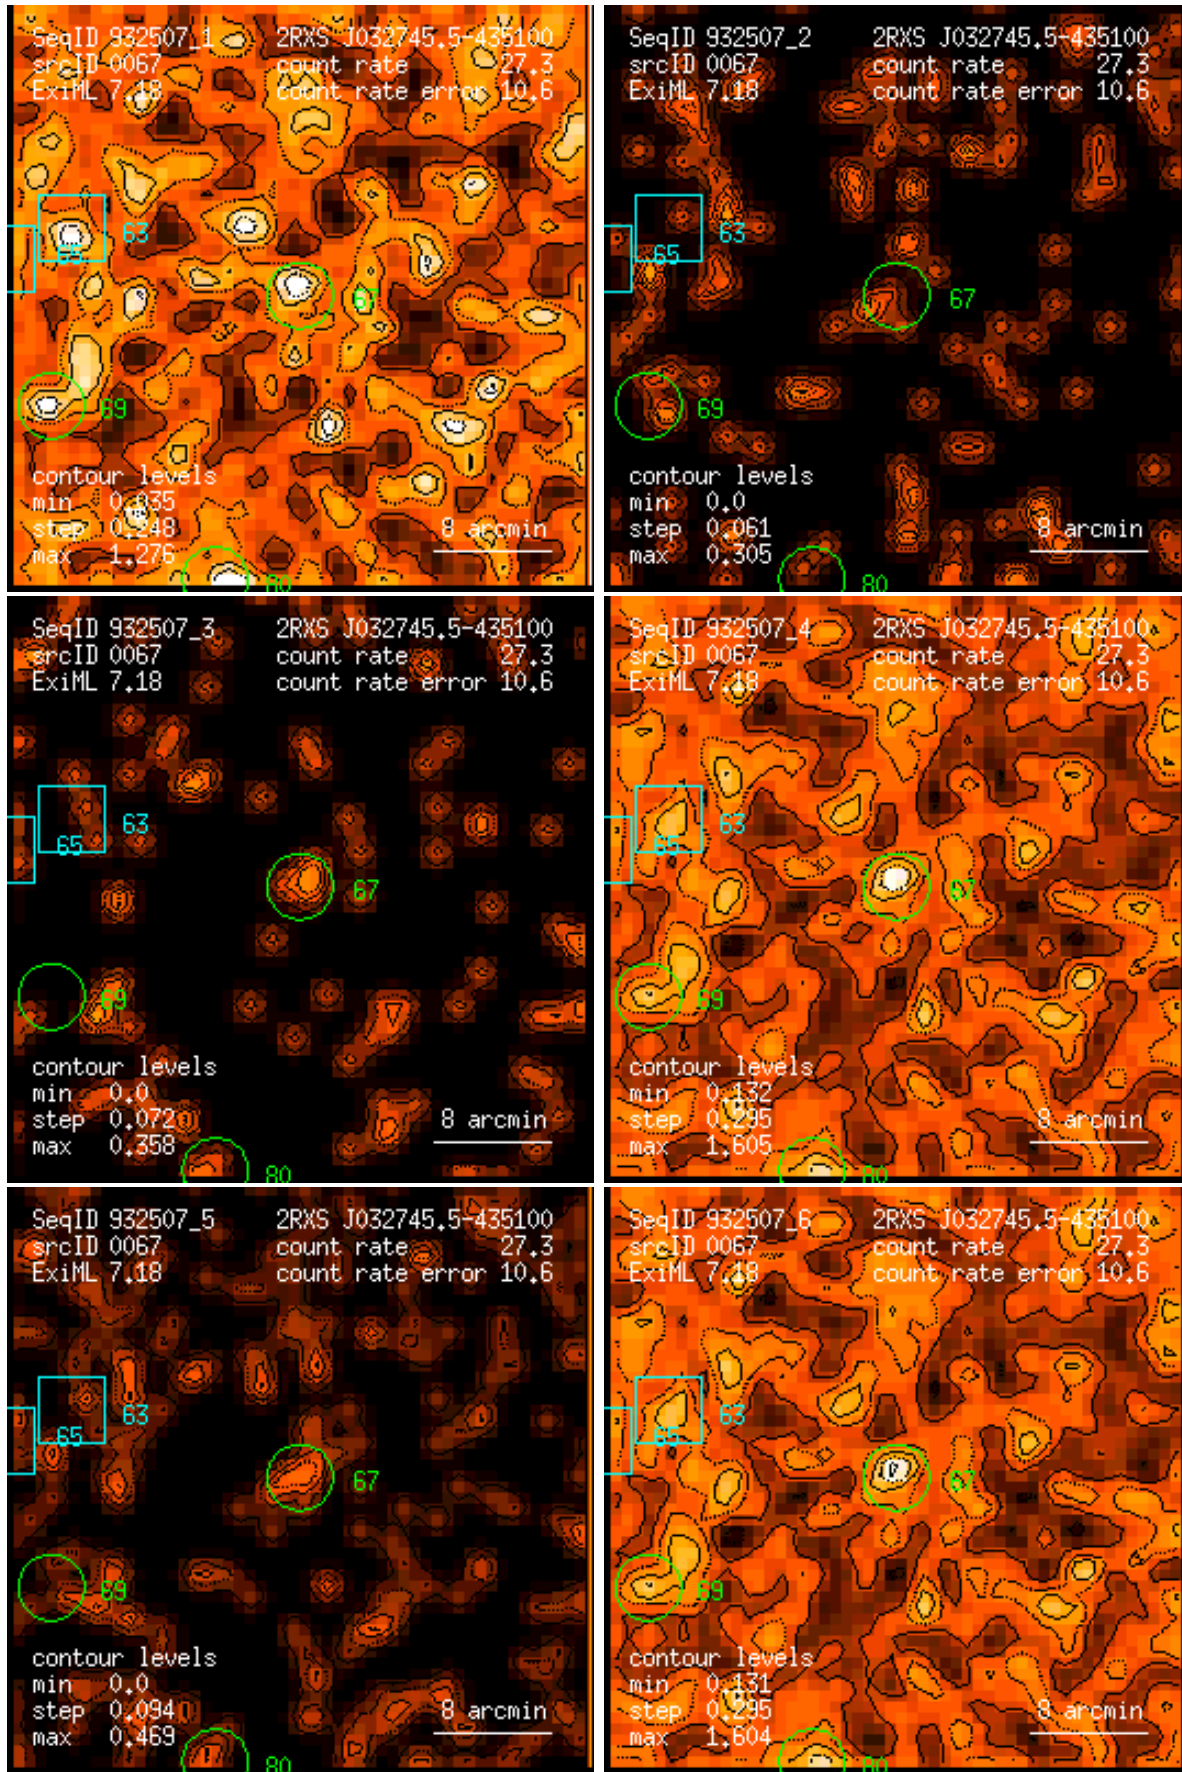 SeqID 932507_1 2RXS J032745.5-435100
srcID 0067 count rate 27.3
ExiML 7.18 count rate error 10.6
63
65
67
69
contour levels
min 0.035
step 0.248 8 arcmin
max 1.276
80
SeqID 932507_2 2RXS J032745.5-435100
srcID 0067 count rate 27.3
ExiML 7.18 count rate error 10.6
63
65
67
69
contour levels
min 0.0
step 0.061 8 arcmin
max 0.305
80
SeqID 932507_3 2RXS J032745.5-435100
srcID 0067 count rate 27.3
ExiML 7.18 count rate error 10.6
63
65
67
69
contour levels
min 0.0
step 0.072 8 arcmin
max 0.358
80
SeqID 932507_4 2RXS J032745.5-435100
srcID 0067 count rate 27.3
ExiML 7.18 count rate error 10.6
63
65
67
69
contour levels
min 0.132
step 0.295 8 arcmin
max 1.605
80
SeqID 932507_5 2RXS J032745.5-435100
srcID 0067 count rate 27.3
ExiML 7.18 count rate error 10.6
63
65
67
69
contour levels
min 0.0
step 0.094 8 arcmin
max 0.469
80
SeqID 932507_6 2RXS J032745.5-435100
srcID 0067 count rate 27.3
ExiML 7.18 count rate error 10.6
63
65
67
69
contour levels
min 0.131
step 0.295 8 arcmin
max 1.604
80